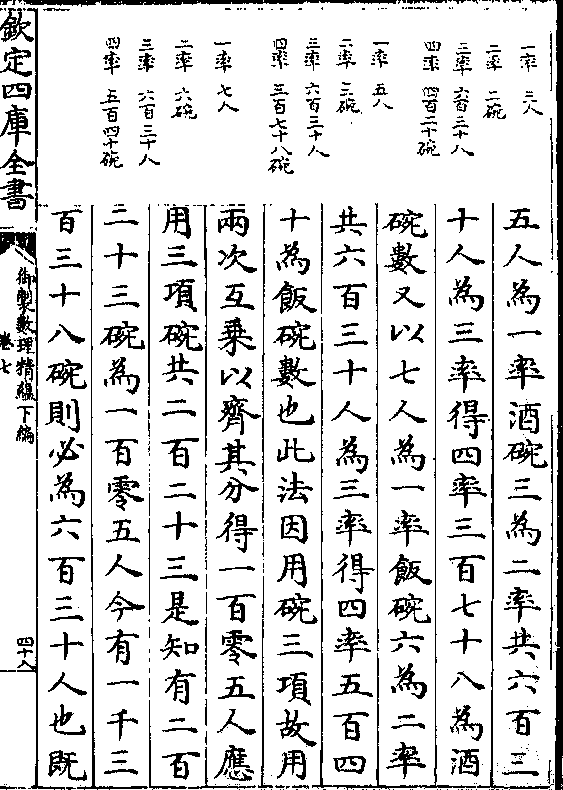 一率 三人
二率 二碗
三率 六百三十人
四率 四百二十碗
一率 五人
二率 三碗
三率 六百三十人
四率 三百七十八碗
一率 七人
二率 六碗
三率 六百三十人
四率 五百四十碗
五人為一率酒碗三為二率共六百三
十人為三率得四率三百七十八為酒
碗數又以七人為一率飯碗六為二率
共六百三十人為三率得四率五百四
十為飯碗數也此法因用碗三項故用
兩次互乗以齊其分得一百零五人應
用三項碗共二百二十三是知有二百
二十三碗為一百零五人今有一千三
百三十八碗則必為六百三十人也既
欽定四庫全書
御製數理精緼下編
卷七
四十八